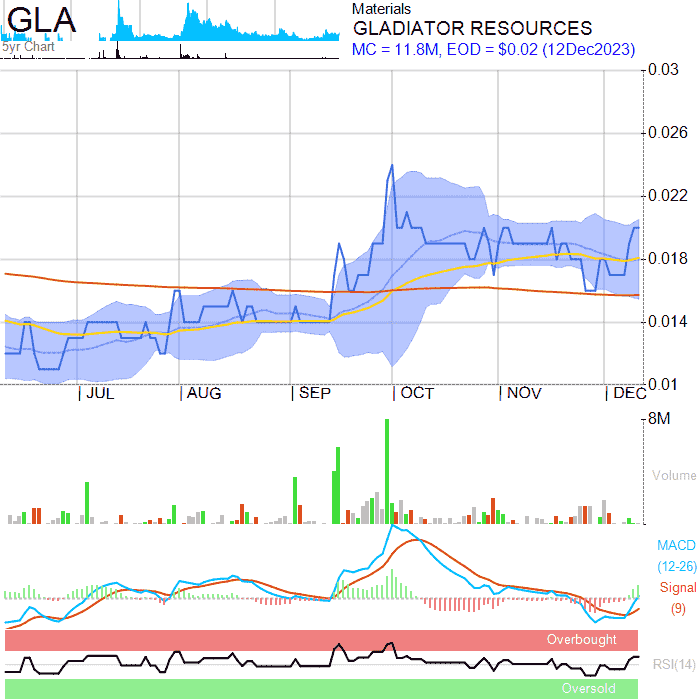 GLA
5yr Chart
Materials
GLADIATOR RESOURCES
MC = 11.8M, EOD = $0.02 (12Dec2023)
0.03
0.026
0.022
0.018
0.014
0.01
JUL AUG SEP OCT NOV DEC
8M
Volume
MACD
(12-26)
Signal
(9)
Overbought
RSI(14)
Oversold